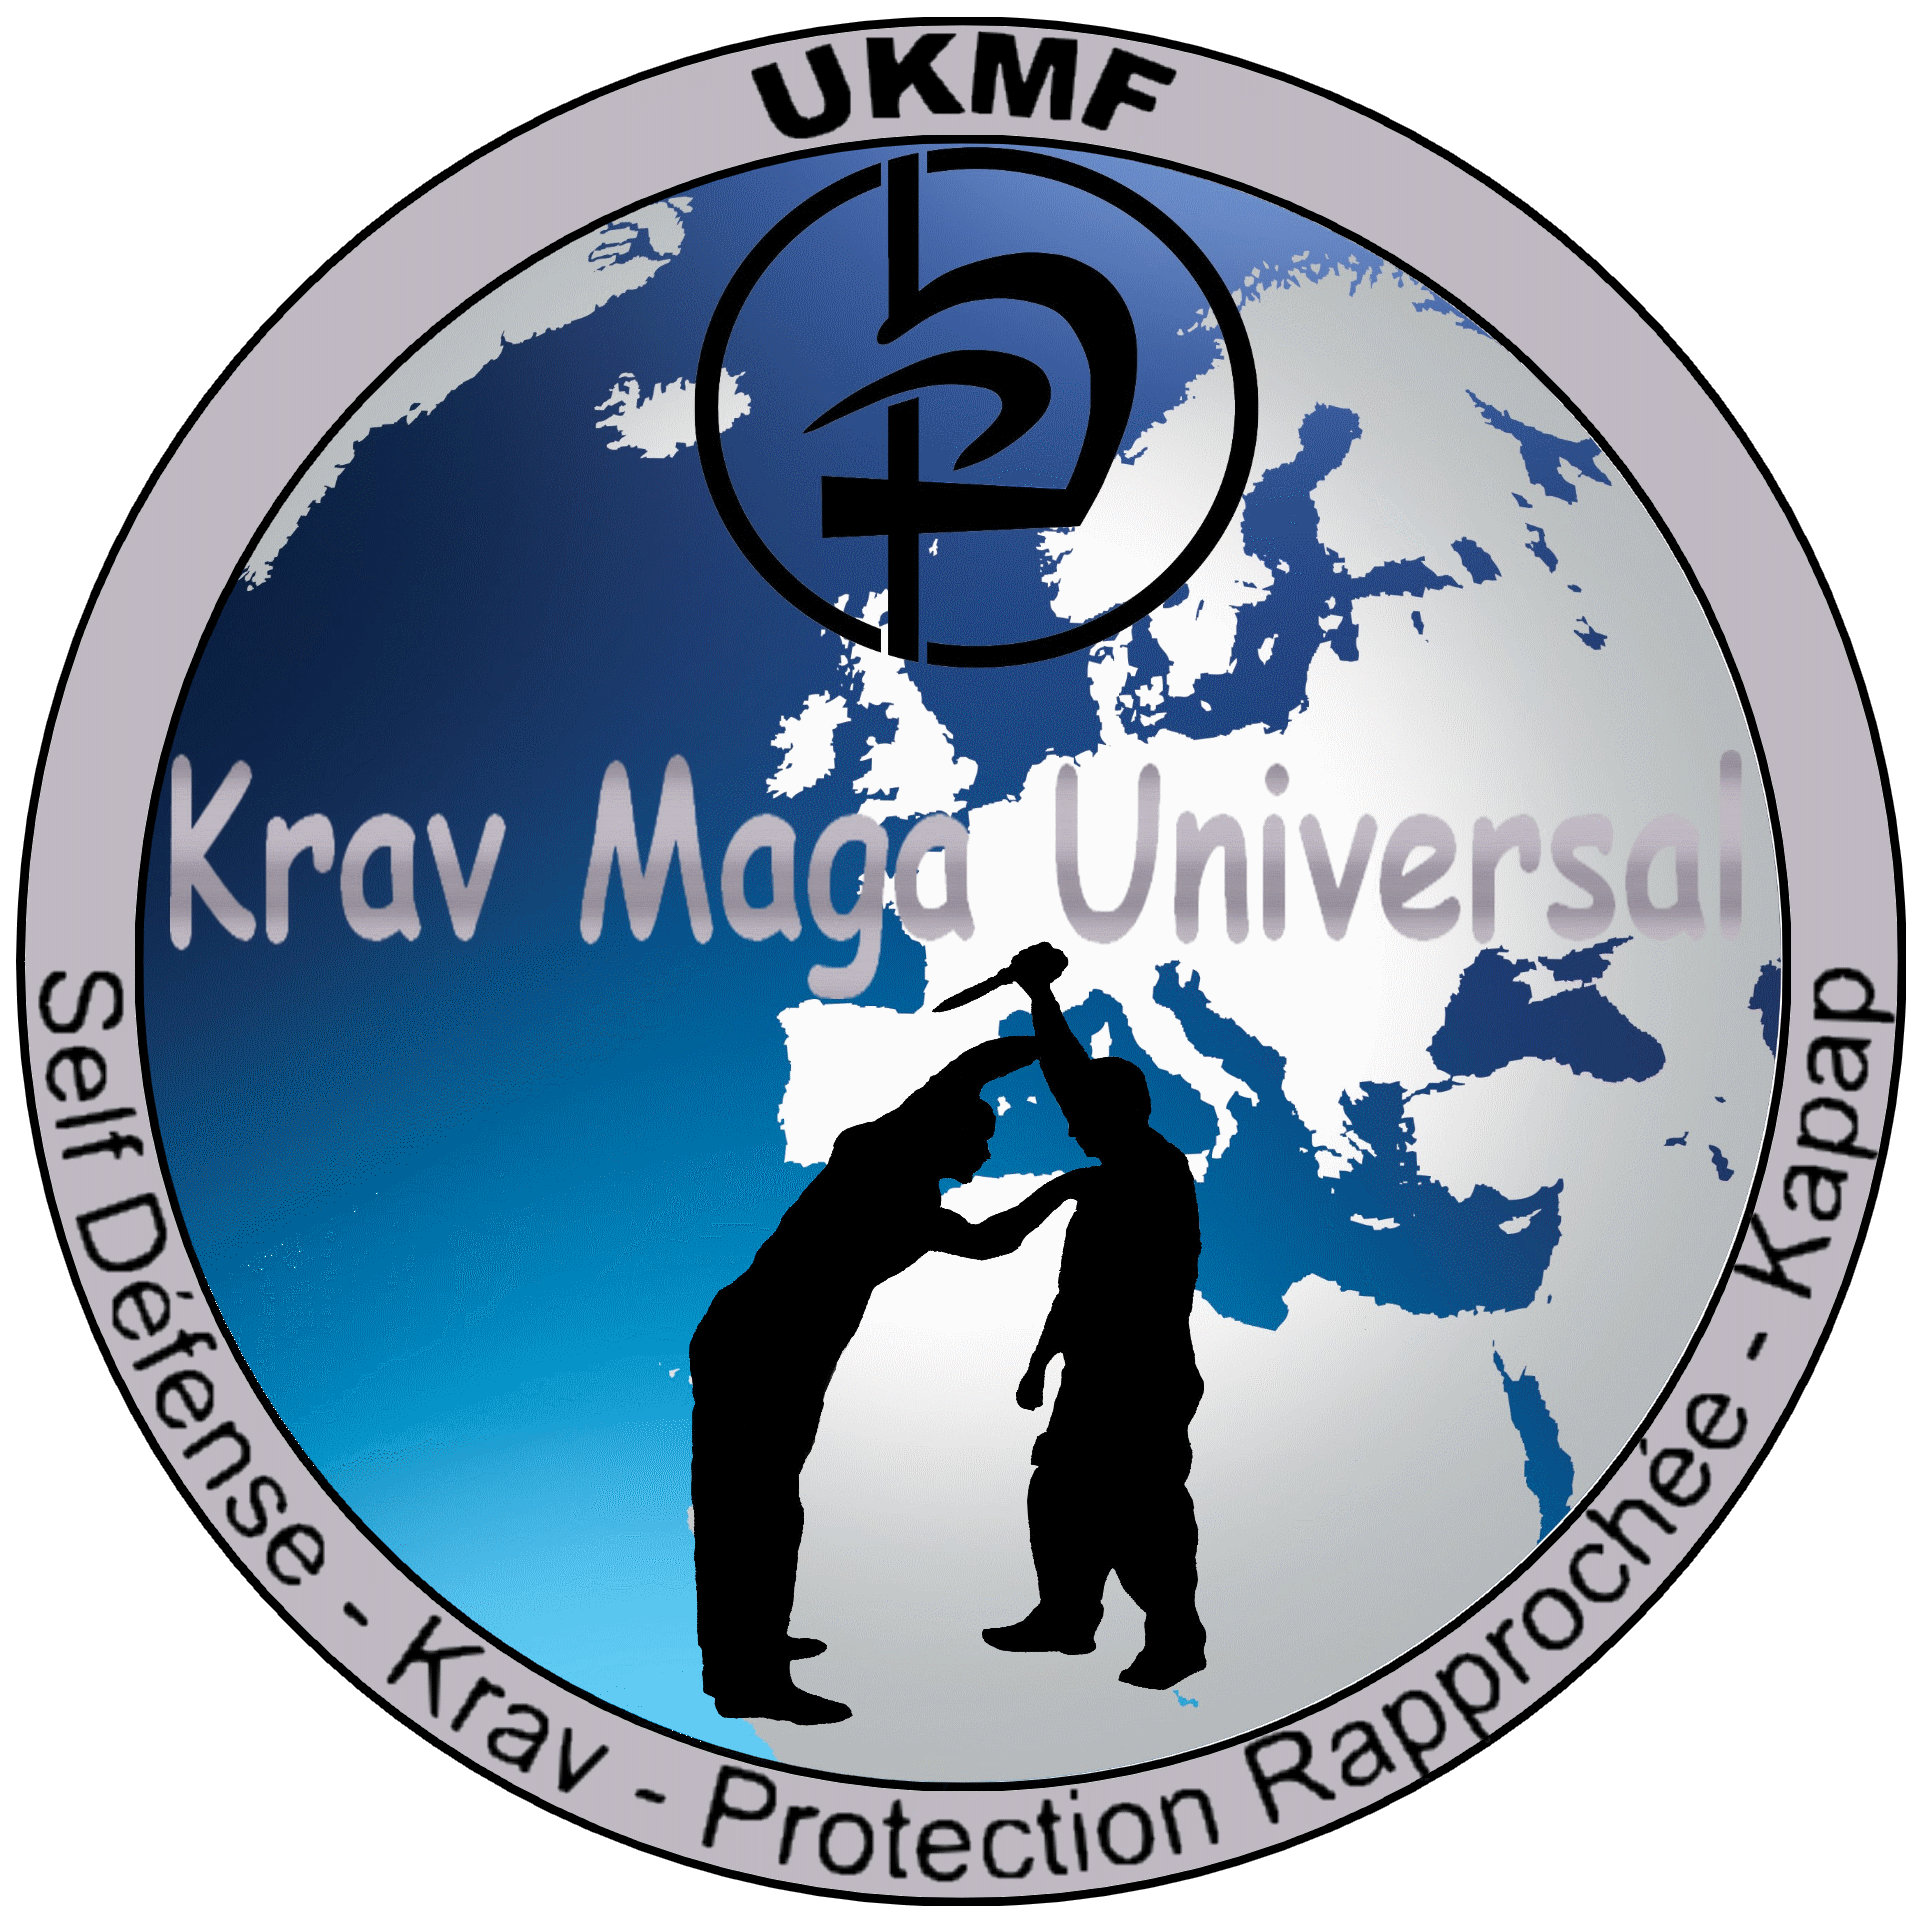 UKMF
Krav Maga Universal
Self Défense - Krav - Protection Rapprochée - Kapap